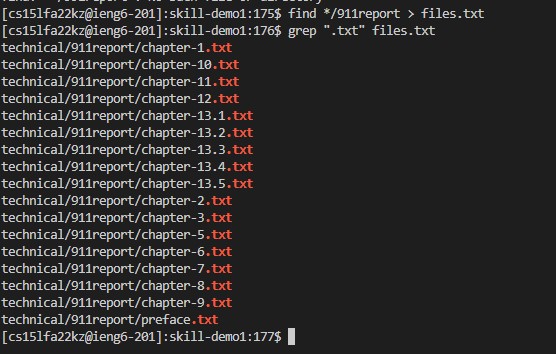 [cs15lfa22kz@ieng6-201]:skill-demo1:175$ find */911report > files.txt
[cs15lfa22kz@ieng6-201]:skill-demo1:176$ grep ".txt" files.txt
technical/911report/chapter-1.txt
technical/911report/chapter-10.txt
technical/911report/chapter-11.txt
technical/911report/chapter-12.txt
technical/911report/chapter-13.1.txt
technical/911report/chapter-13.2.txt
technical/911report/chapter-13.3.txt
technical/911report/chapter-13.4.txt
technical/911report/chapter-13.5.txt
technical/911report/chapter-2.txt
technical/911report/chapter-3.txt
technical/911report/chapter-5.txt
technical/911report/chapter-6.txt
technical/911report/chapter-7.txt
technical/911report/chapter-8.txt
technical/911report/chapter-9.txt
technical/911report/preface.txt
[cs15lfa22kz@ieng6-201]:skill-demo1:177$